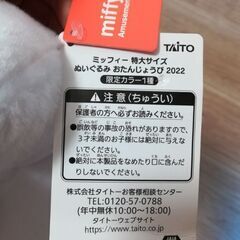 miffy
Amusement
TAITO
ミッフィー 特大サイズ
ぬいぐるみ おたんじょうび 2022
限定カラー1種
注意（ちゅうい）
保護者の方へ必ずお読みください。
●誤飲等の事故の恐れがありますので、
3才未満のお子様には絶対に与え
ないでください。
●絶対に本製品をなめたり口に含んだ
りしないでください。
株式会社タイトーお客様相談センター
TEL:0120-57-0788
(年中無休10:00〜18:00)
タイトーウェブサイト
https://www.taito.co.jp